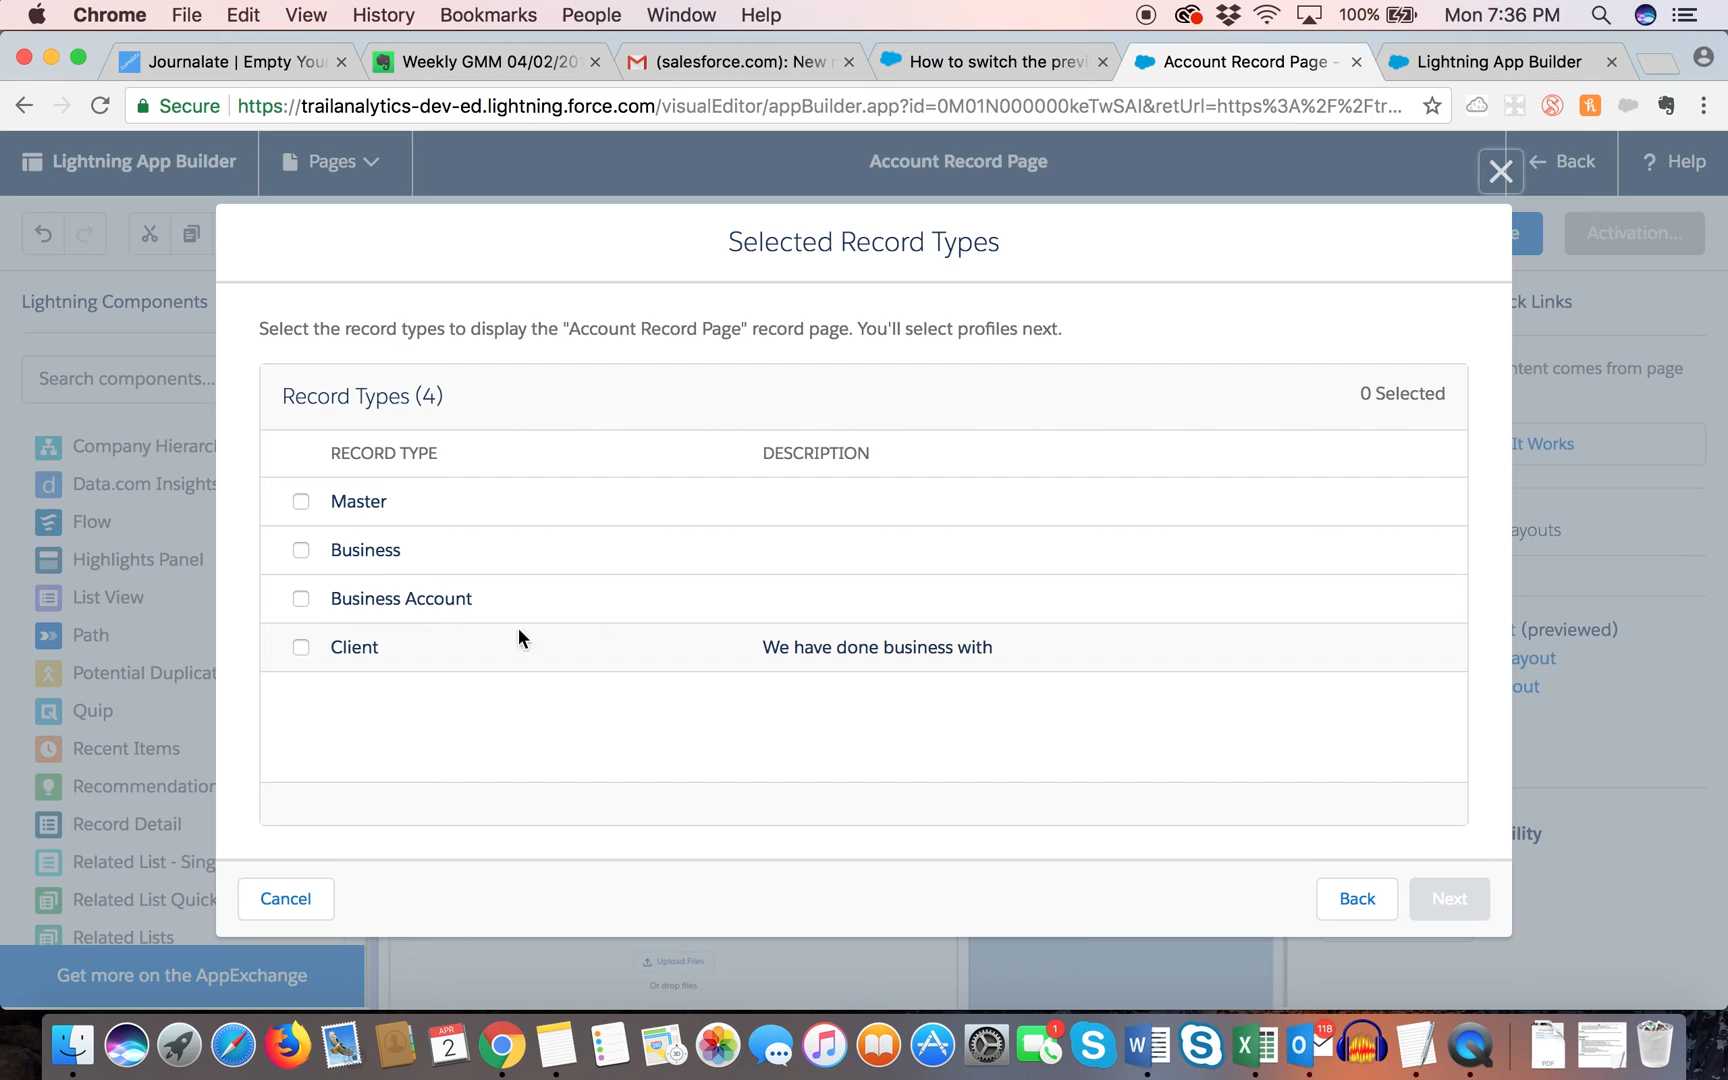 Chrome File Edit View History Bookmarks People Window Help 100% Mon 7:36 PM
Journalate | Empty You Weekly GMM 04/02/20 (salesforce.com): New How to switch the previ Account Record Page - Lightning App Builder
Secure https://trailanalytics-dev-ed.lightning.force.com/visualEditor/appBuilder.app?id=0M01N000000keTwSAI&retUrl=https%3A%2F%2Ftr...
Lightning App Builder Pages Account Record Page Back ? Help
Activation...
Selected Record Types
Lightning Components
Select the record types to display the "Account Record Page" record page. You'll select profiles next.
Search components...
Record Types (4) 0 Selected
RECORD TYPE DESCRIPTION
Master
Business
Business Account
Client We have done business with
Company Hierarch
Data.com Insights
Flow
Highlights Panel
List View
Path
Potential Duplicat
Quip
Recent Items
Recommendation
Record Detail
Related List - Sing
Related List Quick
Related Lists
Get more on the AppExchange
ck Links
ntent comes from page
It Works
ayouts
t (previewed)
ayout
out
ility
Cancel Back Next
Upload Files
Or drop files
APR
2
30
1
118
PDF